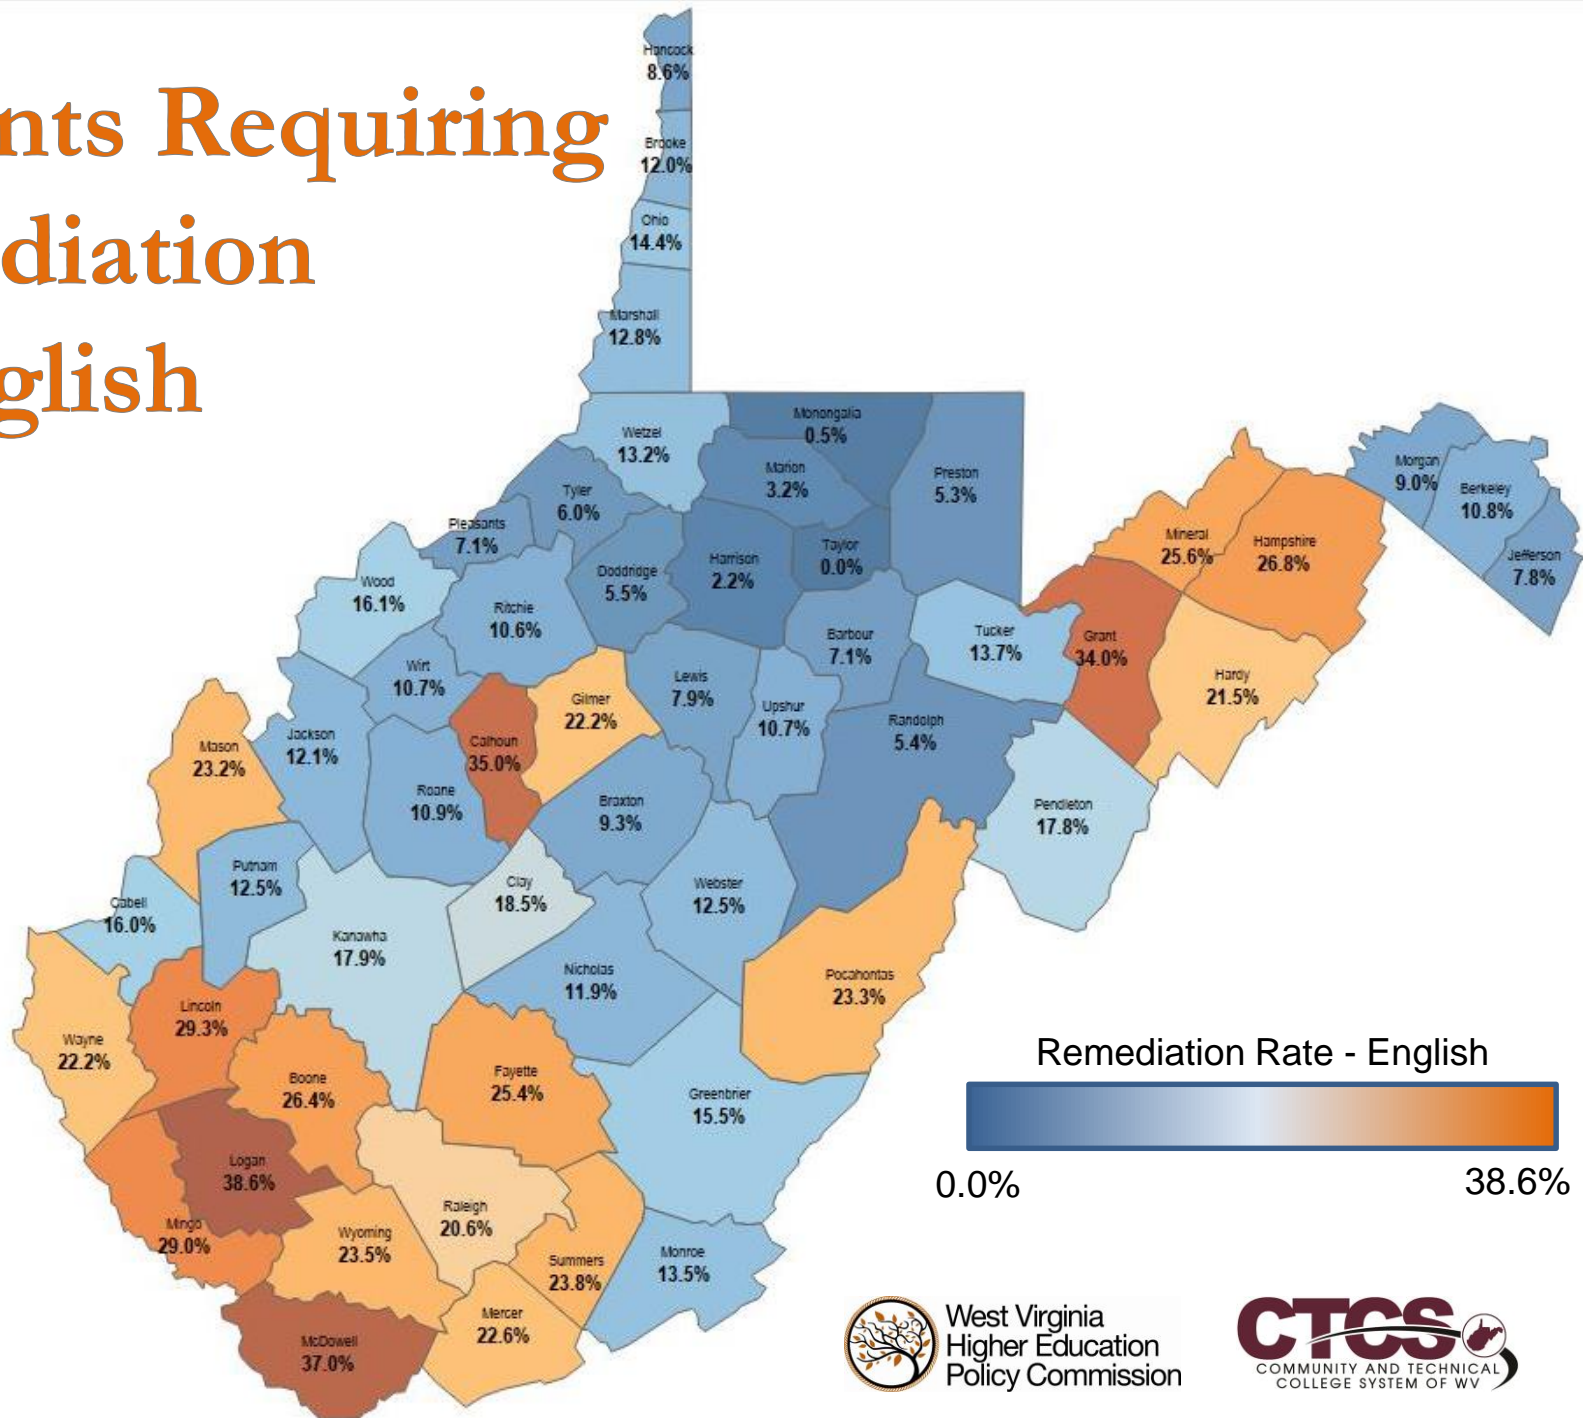 nts Requiring
diation
glish
Hancock
8.6%
Brooke
12.0%
Ohio
14.4%
Marshall
12.8%
Wetzel
13.2%
Monongalia
0.5%
Marion
3.2%
Preston
5.3%
Tyler
6.0%
Pleasants
7.1%
Doddridge
5.5%
Harrison
2.2%
Taylor
0.0%
Mineral
25.6%
Hampshire
26.8%
Morgan
9.0%
Berkeley
10.8%
Jefferson
7.8%
Wood
16.1%
Ritchie
10.6%
Wirt
10.7%
Barbour
7.1%
Tucker
13.7%
Grant
34.0%
Hardy
21.5%
Lewis
7.9%
Upshur
10.7%
Gilmer
22.2%
Calhoun
35.0%
Randolph
5.4%
Mason
23.2%
Jackson
12.1%
Roane
10.9%
Braxton
9.3%
Pendleton
17.8%
Putnam
12.5%
Cabell
16.0%
Kanawha
17.9%
Clay
18.5%
Webster
12.5%
Nicholas
11.9%
Pocahontas
23.3%
Lincoln
29.3%
Wayne
22.2%
Boone
26.4%
Fayette
25.4%
Greenbrier
15.5%
Logan
38.6%
Mingo
29.0%
Wyoming
23.5%
Raleigh
20.6%
Summers
23.8%
Monroe
13.5%
Mercer
22.6%
McDowell
37.0%
Remediation Rate - English
0.0%
38.6%
West Virginia
Higher Education
Policy Commission
CTCS
COMMUNITY AND TECHNICAL
COLLEGE SYSTEM OF WV